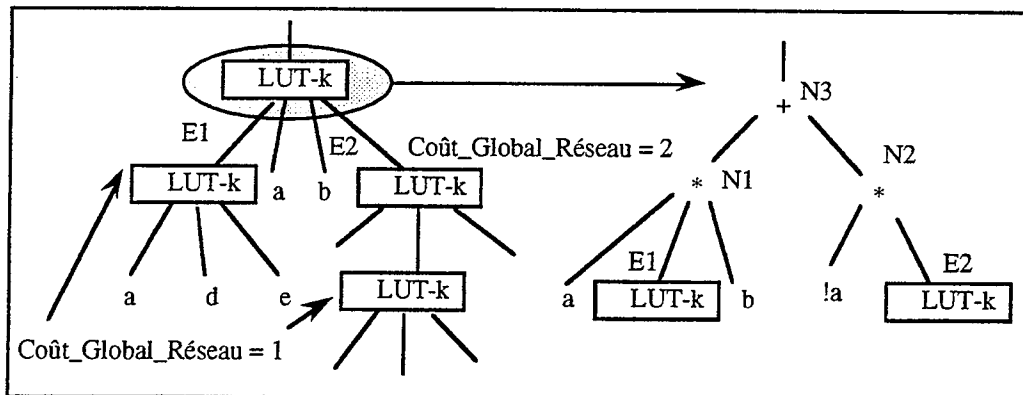 LUT-k
N3
+
E1
E2
Coût_Global_Réseau = 2
N2
LUT-k
a
b
LUT-k
*
N1
*
a
d
e
LUT-k
a
E1
LUT-k
b
!a
E2
LUT-k
Coût_Global_Réseau = 1